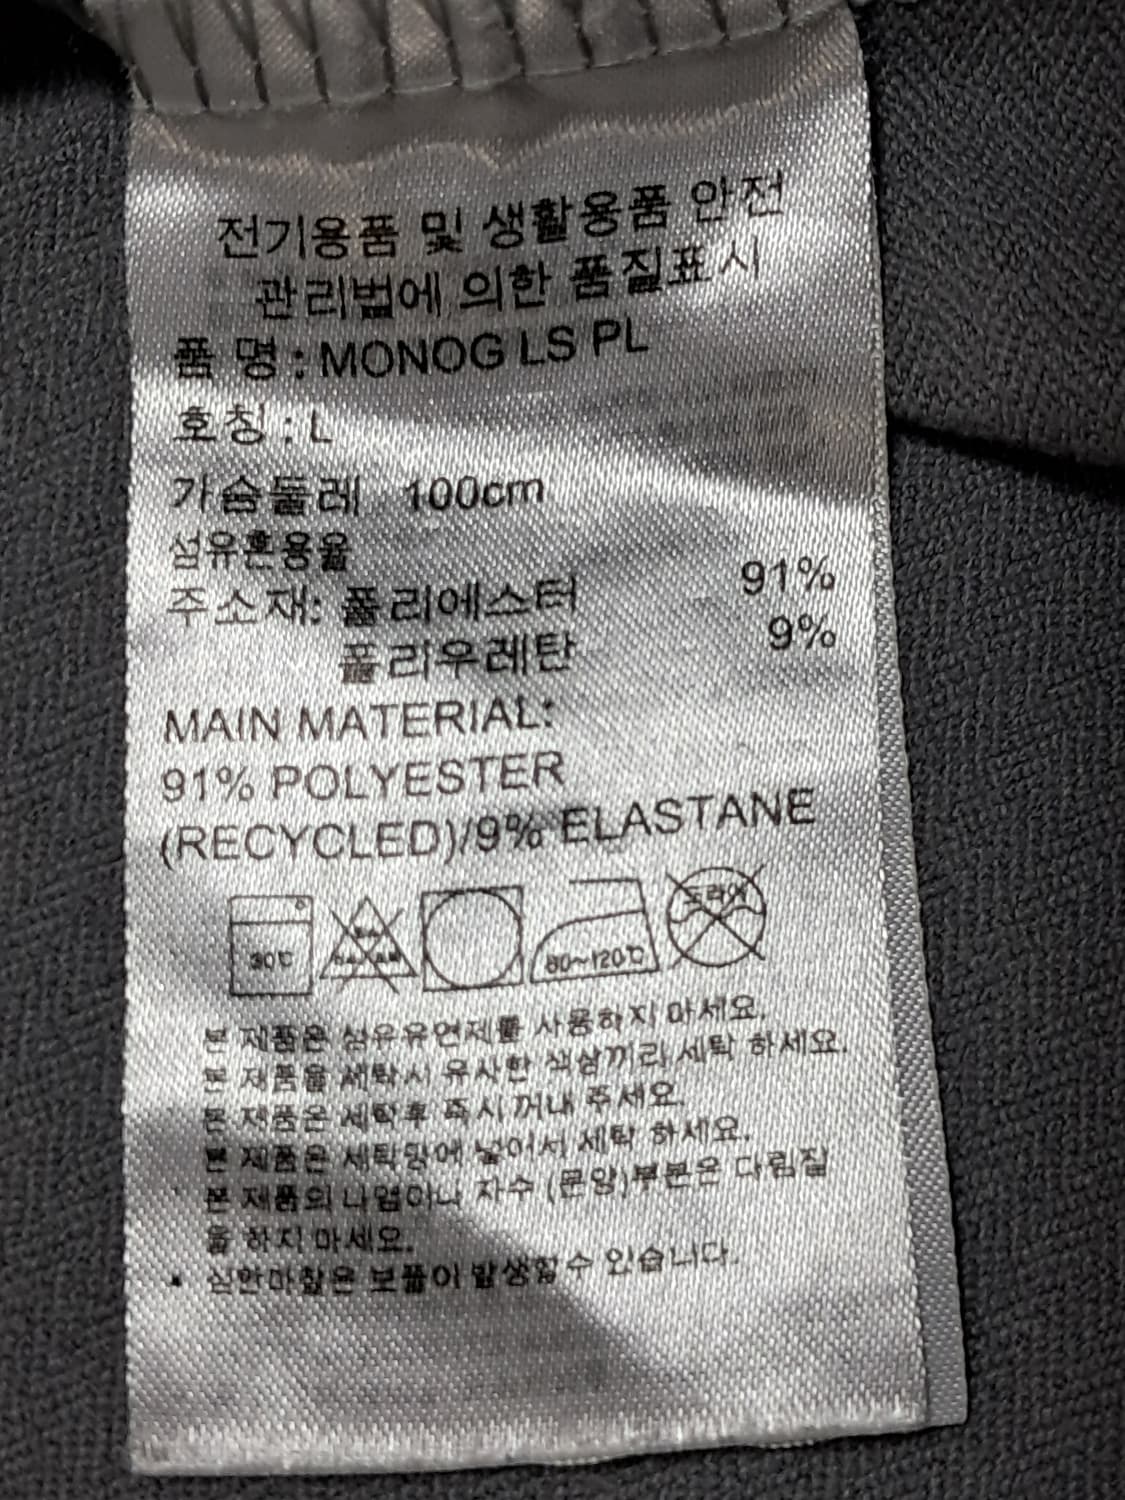 전기용품 및 생활용품 안전
관리법에 의한 품질표시
품 명 : MONOG LS PL
호칭 : L
가슴둘레 100cm
섬유혼용율
주소재: 폴리에스터 91%
폴리우레탄 9%
MAIN MATERIAL:
91% POLYESTER
(RECYCLED)/9% ELASTANE
30℃
80~120℃
드라이
본 제품은 섬유유연제를 사용하지 마세요.
본 제품을 세탁시 유사한 색상끼리 세탁 하세요.
본 제품은 세탁후 즉시 꺼내 주세요.
본 제품은 세탁망에 넣어서 세탁 하세요.
본 제품의 나염이나 자수 (문양)부분은 다림질
을 하지 마세요.
심한마찰은 보풀이 발생할수 있습니다.